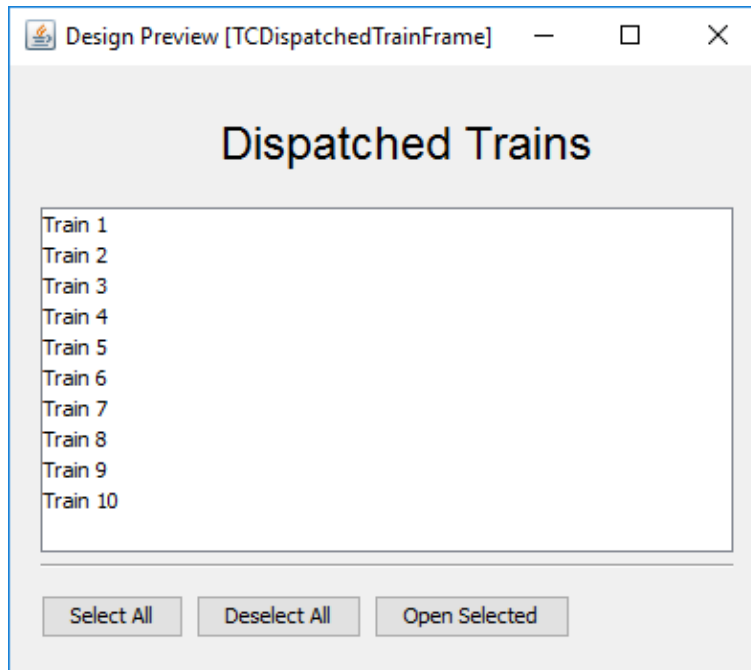 Design Preview [TCDispatchedTrainFrame]
Dispatched Trains
Train 1
Train 2
Train 3
Train 4
Train 5
Train 6
Train 7
Train 8
Train 9
Train 10
Select All Deselect All Open Selected